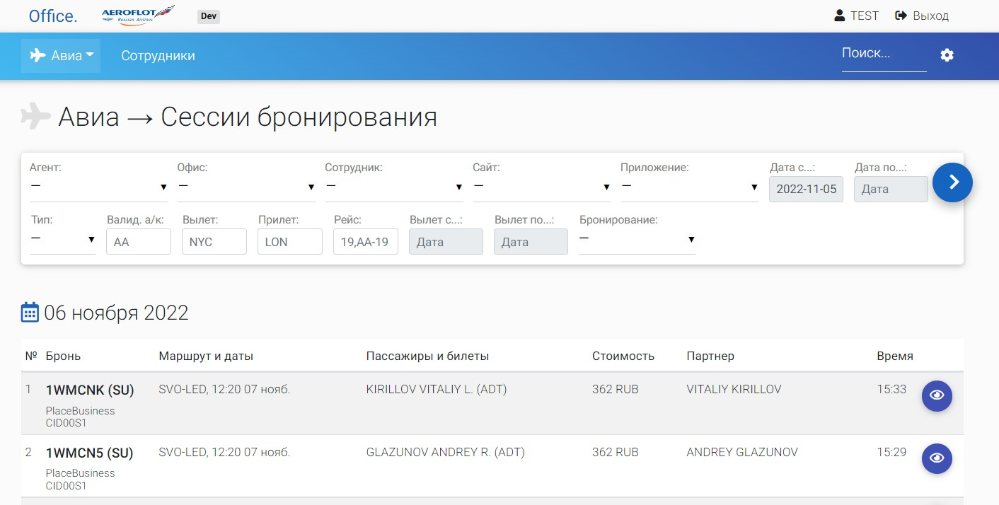 Office. AEROFLOT Russian Airlines Dev TEST Выход
Авиа Сотрудники Поиск...
Авиа → Сессии бронирования
Агент: Офис: Сотрудник: Сайт: Приложение: Дата с...: Дата по...:
— — — — — 2022-11-05 Дата
Тип: Валид. а/к: Вылет: Прилет: Рейс: Вылет с...: Вылет по...: Бронирование:
— AA NYC LON 19,AA-19 Дата Дата —
06 ноября 2022
№ Бронь Маршрут и даты Пассажиры и билеты Стоимость Партнер Время
1 1WMCNK (SU) SVO-LED, 12:20 07 нояб. KIRILLOV VITALIY L. (ADT) 362 RUB VITALIY KIRILLOV 15:33
PlaceBusiness
CID00S1
2 1WMCN5 (SU) SVO-LED, 12:20 07 нояб. GLAZUNOV ANDREY R. (ADT) 362 RUB ANDREY GLAZUNOV 15:29
PlaceBusiness
CID00S1